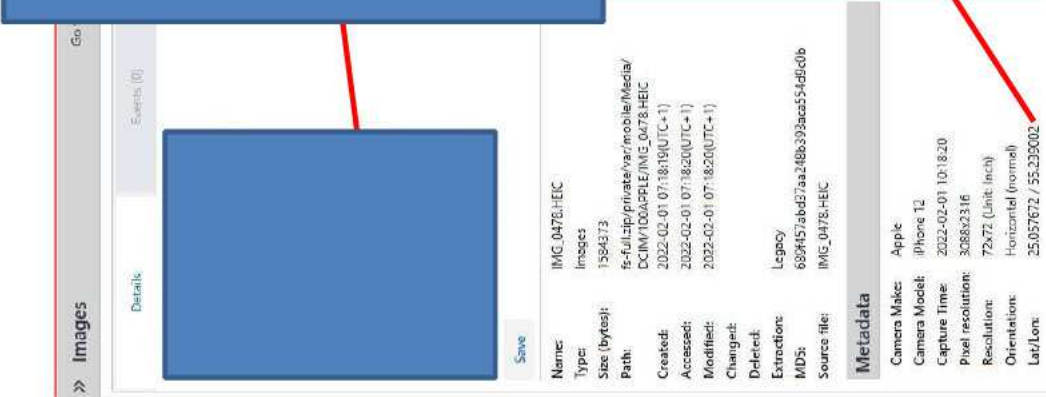 » Images
Go
Details
Events (0)
Save
Name: IMG_0478.HEIC
Type: Images
Size (bytes): 1584373
Path: fs-full.zip/private/var/mobile/Media/
DCIM/100APPLE/IMG_0478.HEIC
Created: 2022-02-01 07:18:19(UTC+1)
Accessed: 2022-02-01 07:18:20(UTC+1)
Modified: 2022-02-01 07:18:20(UTC+1)
Changed:
Deleted:
Extraction: Legacy
MD5: 680f457abd37aa248b393aca554d9c0b
Source file: IMG_0478.HEIC
Metadata
Camera Make: Apple
Camera Model: iPhone 12
Capture Time: 2022-02-01 10:18:20
Pixel resolution: 3088x2316
Resolution: 72x72 (Unit: Inch)
Orientation: Horizontal (normal)
Lat/Lon: 25.057672 / 55.239002